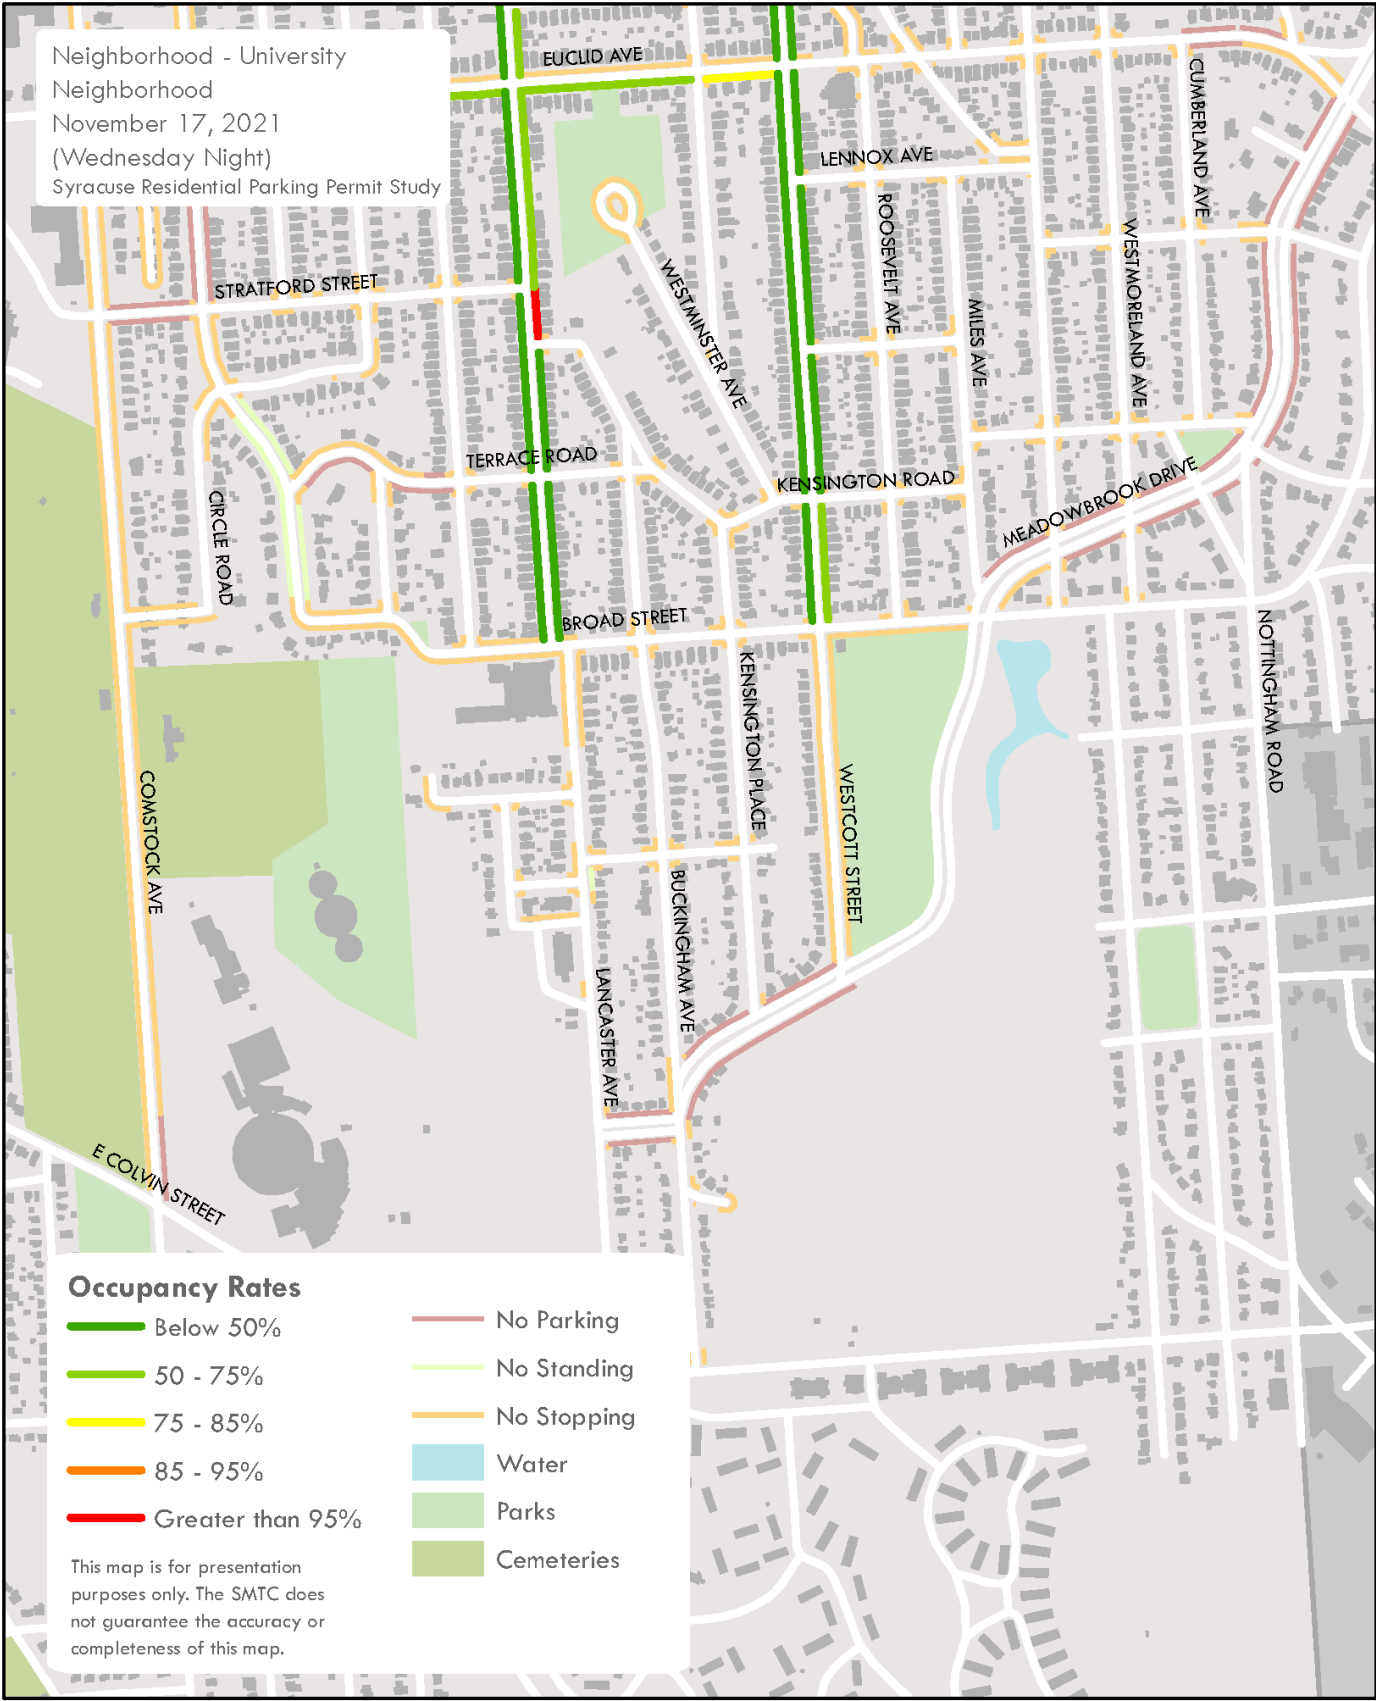 Neighborhood - University
Neighborhood
November 17, 2021
(Wednesday Night)
Syracuse Residential Parking Permit Study
EUCLID AVE
CUMBERLAND AVE
LENNOX AVE
ROOSEVELT AVE
WESTMORELAND AVE
STRATFORD STREET
WESTMINSTER AVE
MILES AVE
TERRACE ROAD
KENSINGTON ROAD
MEADOWBROOK DRIVE
CIRCLE ROAD
BROAD STREET
NOTTINGHAM ROAD
KENSINGTON PLACE
COMSTOCK AVE
WESTCOTT STREET
BUCKINGHAM AVE
LANCASTER AVE
E COLVIN STREET
Occupancy Rates
Below 50%
50 - 75%
75 - 85%
85 - 95%
Greater than 95%
No Parking
No Standing
No Stopping
Water
Parks
Cemeteries
This map is for presentation
purposes only. The SMTC does
not guarantee the accuracy or
completeness of this map.